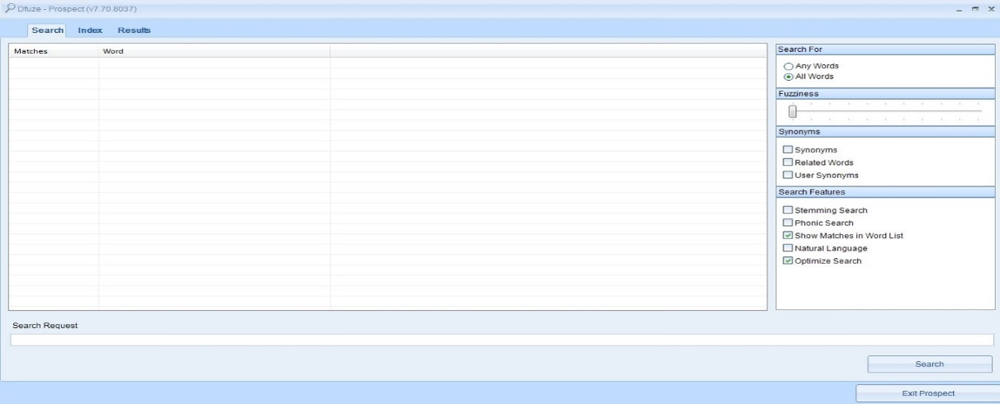 Dfuze - Prospect (v7.70.8037)
Search Index Results
Matches Word
Search For
Any Words
All Words
Fuzziness
Synonyms
Synonyms
Related Words
User Synonyms
Search Features
Stemming Search
Phonic Search
Show Matches in Word List
Natural Language
Optimize Search
Search Request
Search
Exit Prospect